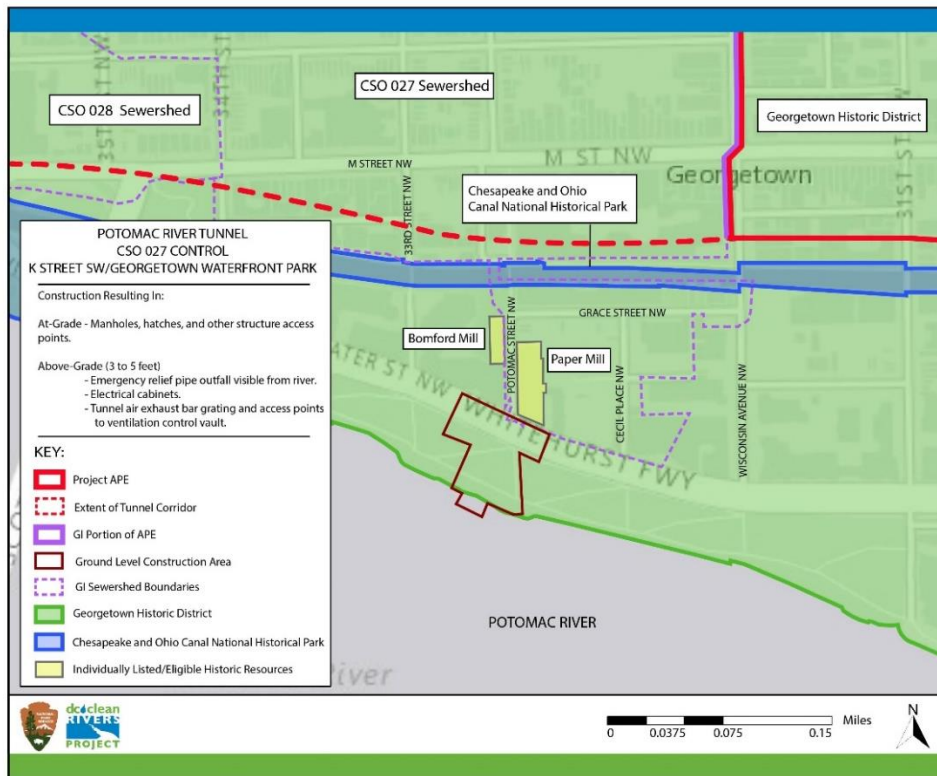 CSO 028 Sewershed
CSO 027 Sewershed
34TH ST NW
Georgetown Historic District
M STREET NW
M ST NW
Georgetown
31ST ST NW
33RD STREET NW
Chesapeake and Ohio
Canal National Historical Park
POTOMAC RIVER TUNNEL
CSO 027 CONTROL
K STREET SW/GEORGETOWN WATERFRONT PARK
Construction Resulting In:
At-Grade - Manholes, hatches, and other structure access
points.
Above-Grade (3 to 5 feet)
- Emergency relief pipe outfall visible from river.
- Electrical cabinets.
- Tunnel air exhaust bar grating and access points
to ventilation control vault.
KEY:
Project APE
Extent of Tunnel Corridor
GI Portion of APE
Ground Level Construction Area
GI Sewershed Boundaries
Georgetown Historic District
Chesapeake and Ohio Canal National Historical Park
Individually Listed/Eligible Historic Resources
GRACE STREET NW
Bomford Mill
POTOMAC STREET NW
Paper Mill
CECIL PLACE NW
WISCONSIN AVENUE NW
ATER ST NW
WHITEHURST FWY
POTOMAC RIVER
River
dc clean
RIVERS
PROJECT
Miles
0 0.0375 0.075 0.15
N